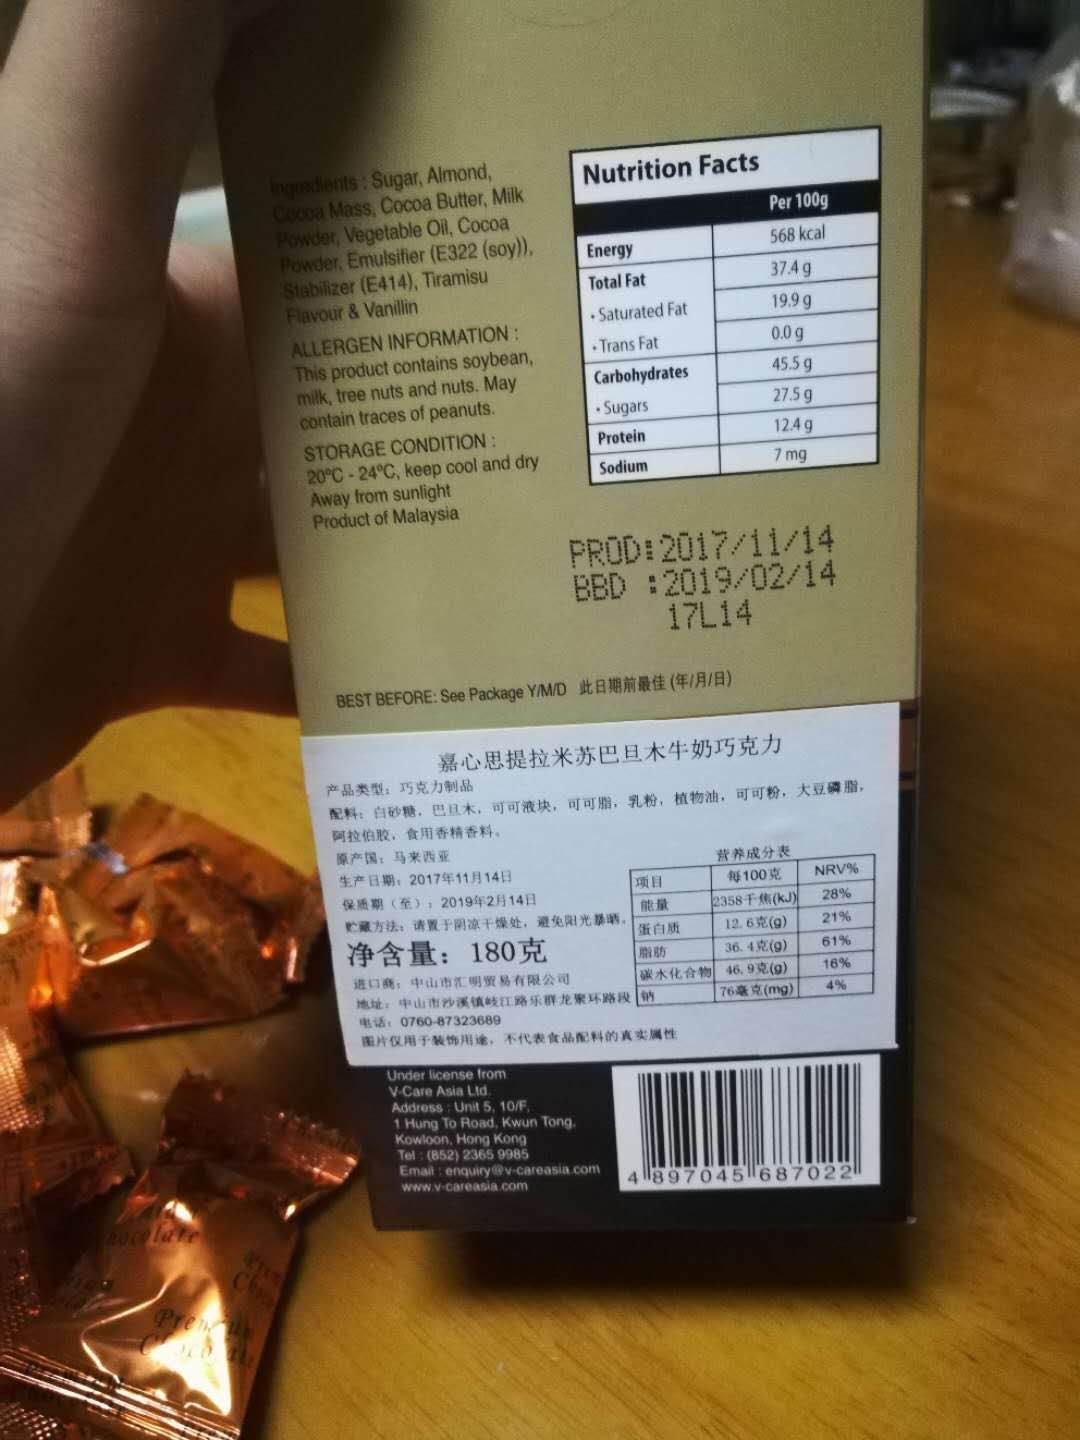 Ingredients : Sugar, Almond,
Cocoa Mass, Cocoa Butter, Milk
Powder, Vegetable Oil, Cocoa
Powder, Emulsifier (E322 (soy)),
Stabilizer (E414), Tiramisu
Flavour & Vanillin
ALLERGEN INFORMATION :
This product contains soybean,
milk, tree nuts and nuts. May
contain traces of peanuts.
STORAGE CONDITION :
20°C - 24°C, keep cool and dry
Away from sunlight
Product of Malaysia
Nutrition Facts
Per 100g
Energy 568 kcal
Total Fat 37.4 g
• Saturated Fat 19.9 g
• Trans Fat 0.0 g
Carbohydrates 45.5 g
• Sugars 27.5 g
Protein 12.4 g
Sodium 7 mg
PROD:2017/11/14
BBD :2019/02/14
17L14
BEST BEFORE: See Package Y/M/D 此日期前最佳 (年/月/日)
嘉心思提拉米苏巴旦木牛奶巧克力
产品类型：巧克力制品
配料：白砂糖，巴旦木，可可液块，可可脂，乳粉，植物油，可可粉，大豆磷脂，
阿拉伯胶，食用香精香料。
原产国：马来西亚
生产日期：2017年11月14日
保质期（至）：2019年2月14日
贮藏方法：请置于阴凉干燥处，避免阳光暴晒。
净含量：180克
进口商：中山市汇明贸易有限公司
地址：中山市沙溪镇岐江路乐群龙聚环路段
电话：0760-87323689
图片仅用于装饰用途，不代表食品配料的真实属性
营养成分表
项目 每100克 NRV%
能量 2358千焦(kJ) 28%
蛋白质 12.6克(g) 21%
脂肪 36.4克(g) 61%
碳水化合物 46.9克(g) 16%
钠 76毫克(mg) 4%
Under license from
V-Care Asia Ltd.
Address : Unit 5, 10/F,
1 Hung To Road, Kwun Tong,
Kowloon, Hong Kong
Tel : (852) 2365 9985
Email : enquiry@v-careasia.com
www.v-careasia.com
4 897045 687022
Premium
Chocolate